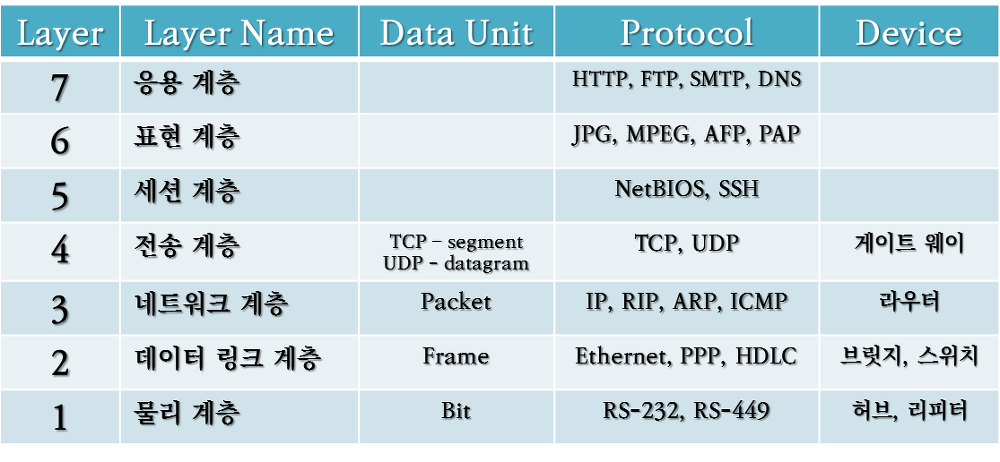 Layer Layer Name Data Unit Protocol Device
7 응용 계층 HTTP, FTP, SMTP, DNS
6 표현 계층 JPG, MPEG, AFP, PAP
5 세션 계층 NetBIOS, SSH
4 전송 계층 TCP – segment TCP, UDP 게이트 웨이
UDP - datagram
3 네트워크 계층 Packet IP, RIP, ARP, ICMP 라우터
2 데이터 링크 계층 Frame Ethernet, PPP, HDLC 브릿지, 스위치
1 물리 계층 Bit RS-232, RS-449 허브, 리피터